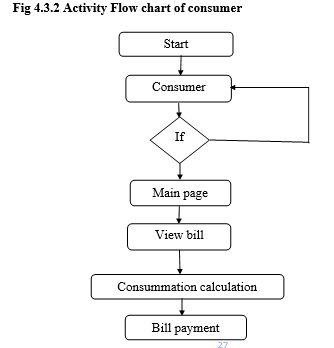 Fig 4.3.2 Activity Flow chart of consumer
Start
Consumer
If
Main page
View bill
Consummation calculation
Bill payment
27